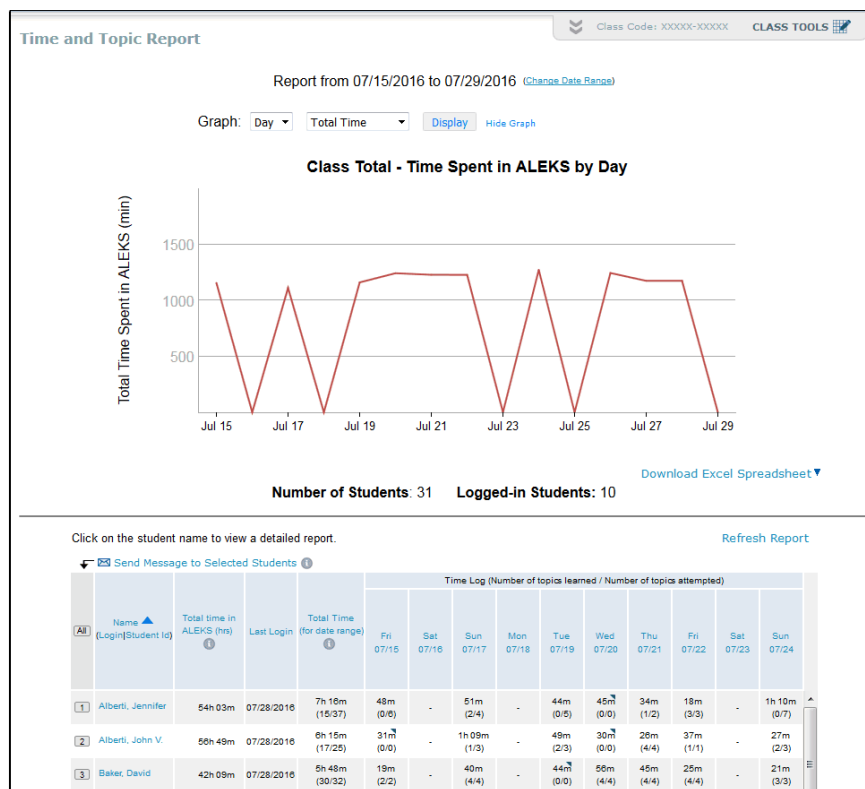 Class Code: XXXXX-XXXXX CLASS TOOLS
Time and Topic Report
Report from 07/15/2016 to 07/29/2016 (Change Date Range)
Graph: Day Total Time Display Hide Graph
Class Total - Time Spent in ALEKS by Day
Total Time Spent in ALEKS (min)
1500
1000
500
Jul 15 Jul 17 Jul 19 Jul 21 Jul 23 Jul 25 Jul 27 Jul 29
Download Excel Spreadsheet
Number of Students: 31 Logged-in Students: 10
Click on the student name to view a detailed report. Refresh Report
Send Message to Selected Students
Time Log (Number of topics learned / Number of topics attempted)
All Name (Login|Student Id) Total time in ALEKS (hrs) Last Login Total Time (for date range) Fri 07/15 Sat 07/16 Sun 07/17 Mon 07/18 Tue 07/19 Wed 07/20 Thu 07/21 Fri 07/22 Sat 07/23 Sun 07/24
1 Alberti, Jennifer 54h 03m 07/28/2016 7h 16m 48m - 51m - 44m 45m 34m 18m - 1h 10m
(15/37) (0/6) (2/4) (0/5) (0/0) (1/2) (3/3) (0/7)
2 Alberti, John V. 56h 49m 07/28/2016 6h 15m 31m - 1h 09m - 49m 30m 26m 37m - 27m
(17/25) (0/0) (1/3) (2/3) (0/0) (4/4) (1/1) (2/3)
3 Baker, David 42h 09m 07/28/2016 5h 48m 19m - 40m - 44m 56m 45m 25m - 21m
(30/32) (2/2) (4/4) (0/0) (4/4) (4/4) (4/4) (3/3)